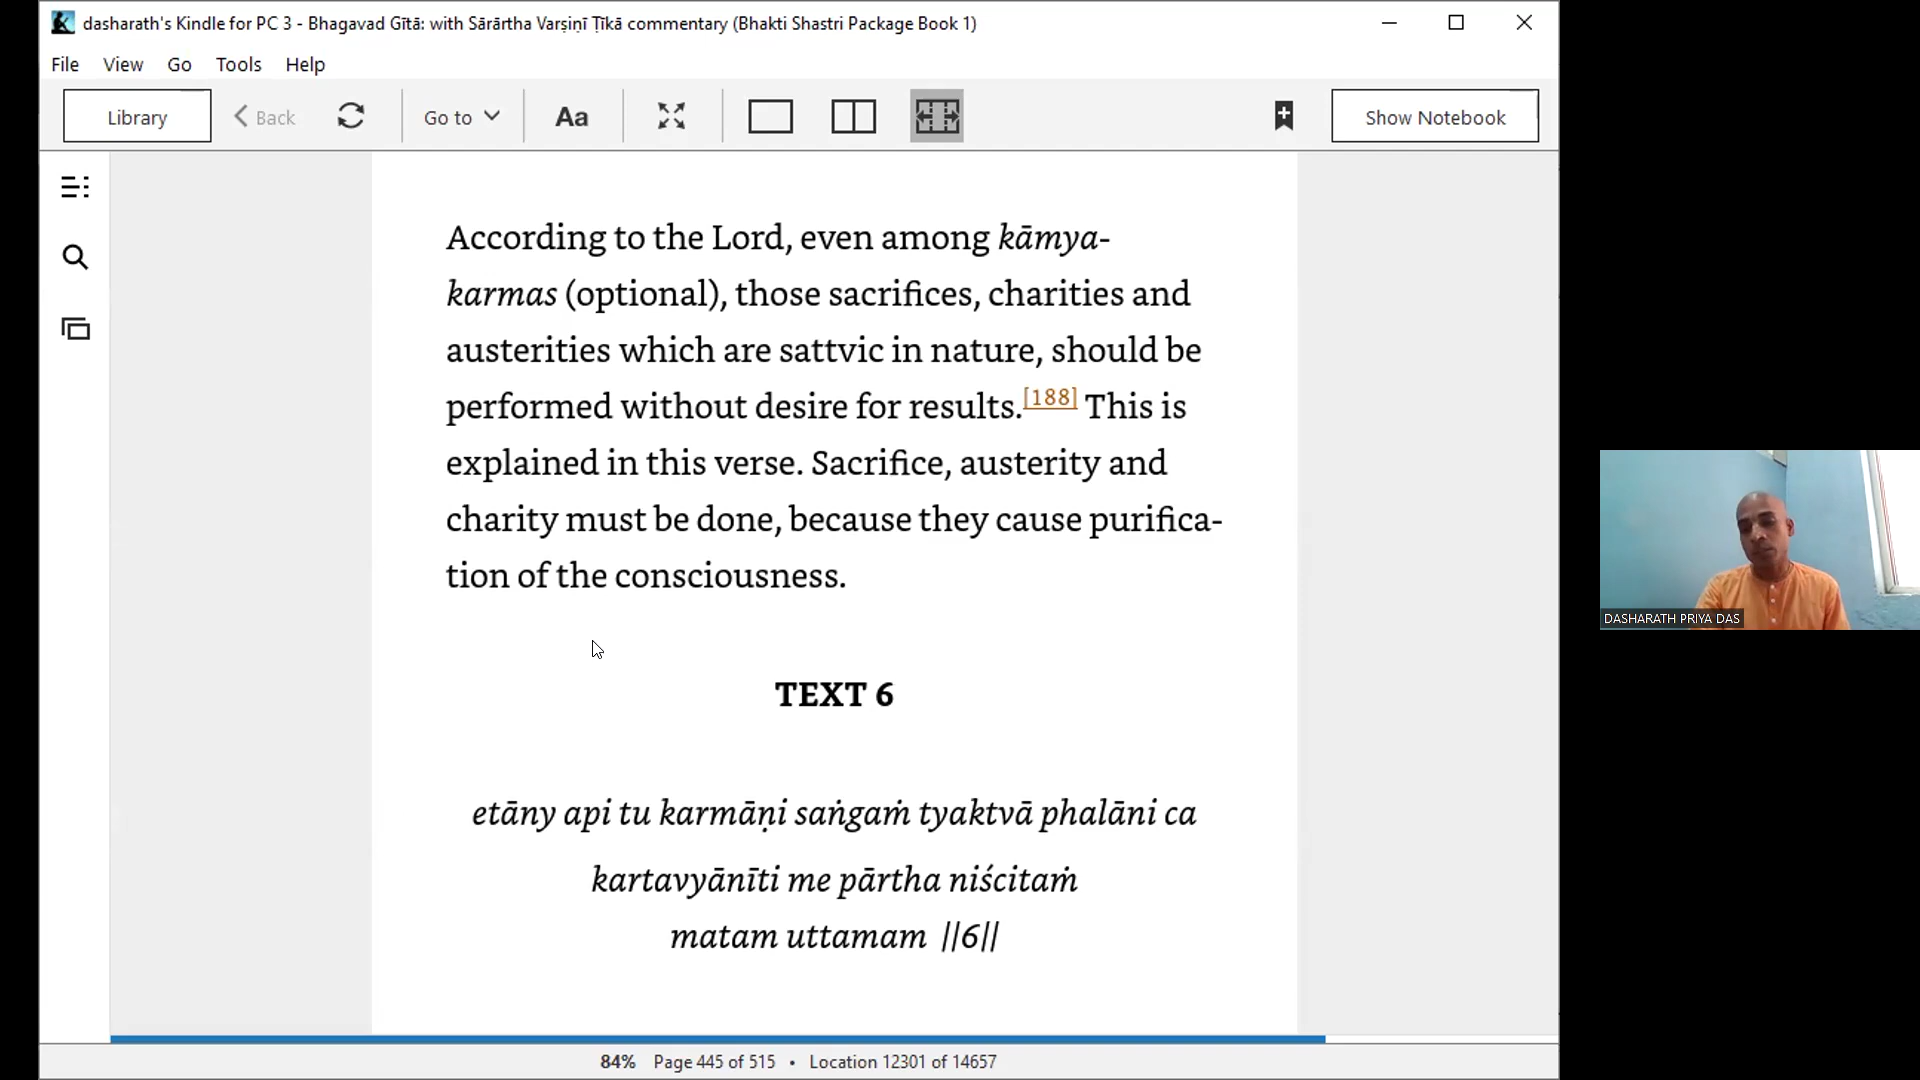 dasharath's Kindle for PC 3 - Bhagavad Gītā: with Sārārtha Varṣiṇī Ṭīkā commentary (Bhakti Shastri Package Book 1)
File View Go Tools Help
Library Back Go to Aa Show Notebook
According to the Lord, even among kāmya-
karmas (optional), those sacrifices, charities and
austerities which are sattvic in nature, should be
performed without desire for results.[188] This is
explained in this verse. Sacrifice, austerity and
charity must be done, because they cause purifica-
tion of the consciousness.
TEXT 6
etāny api tu karmāṇi saṅgaṁ tyaktvā phalāni ca
kartavyānīti me pārtha niścitaṁ
matam uttamam ||6||
84% Page 445 of 515 • Location 12301 of 14657
DASHARATH PRIYA DAS